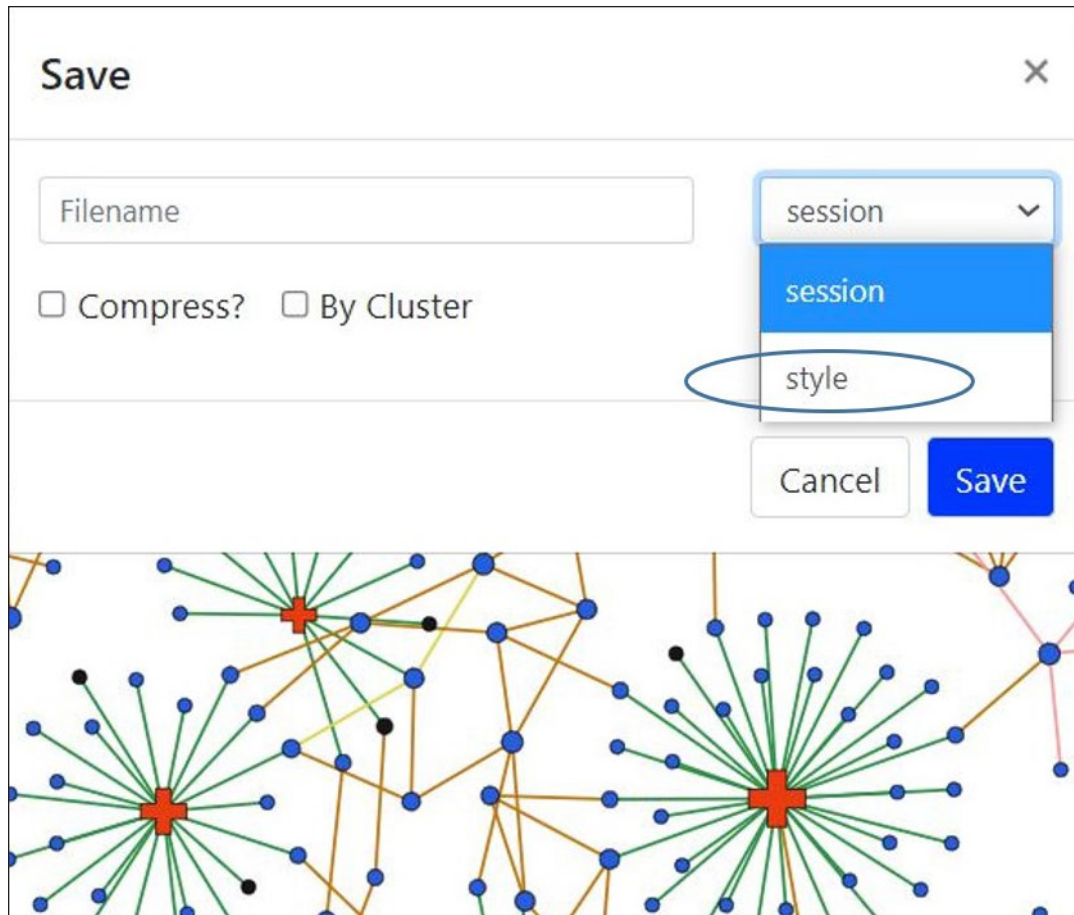 Save ×
Filename session
session
Compress? By Cluster
style
Cancel Save